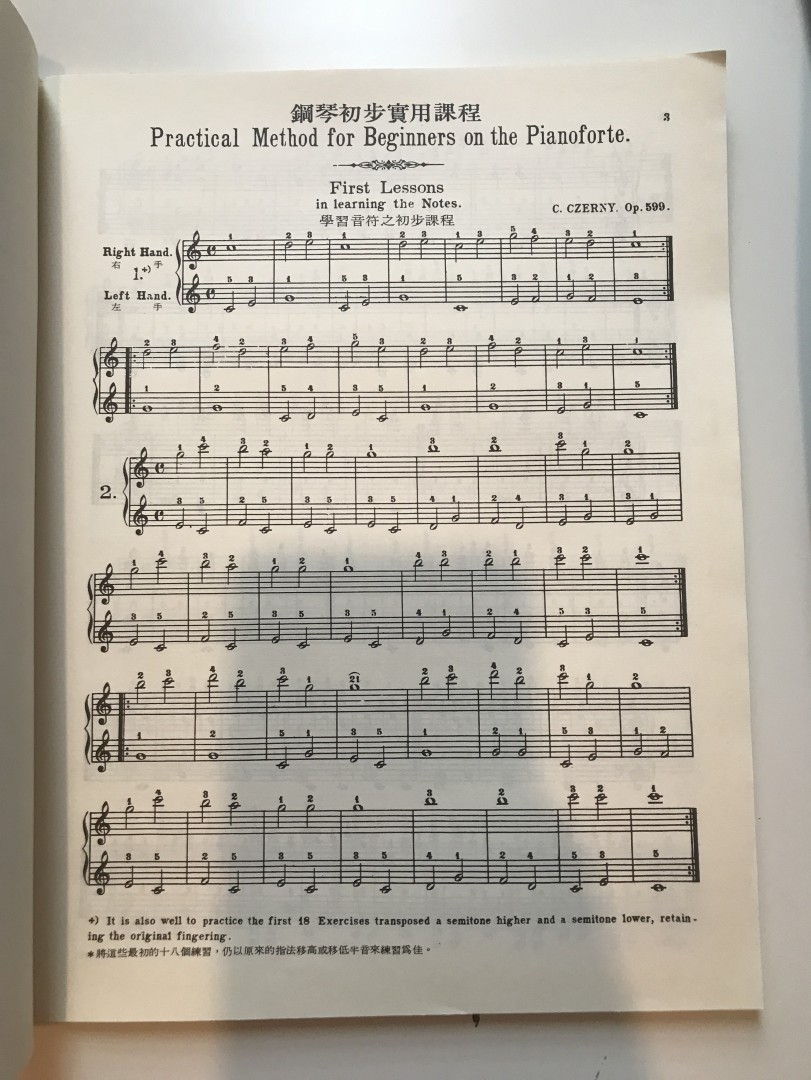 3
鋼琴初步實用課程
Practical Method for Beginners on the Pianoforte.
First Lessons
in learning the Notes.
C. CZERNY. Op. 599.
學習音符之初步課程
Right Hand.
右 手
1.+)
Left Hand.
左 手
2.
+) It is also well to practice the first 18 Exercises transposed a semitone higher and a semitone lower, retain-
ing the original fingering.
*將這些最初的十八個練習，仍以原來的指法移高或移低半音來練習爲佳。